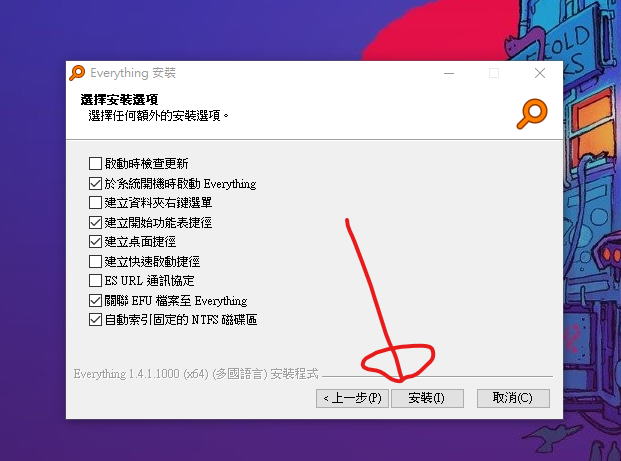 COLD
Everything 安裝
選擇安裝選項
選擇任何額外的安裝選項。
啟動時檢查更新
於系統開機時啟動 Everything
建立資料夾右鍵選單
建立開始功能表捷徑
建立桌面捷徑
建立快速啟動捷徑
ES URL 通訊協定
關聯 EFU 檔案至 Everything
自動索引固定的 NTFS 磁碟區
Everything 1.4.1.1000 (x64) (多國語言) 安裝程式
< 上一步(P)
安裝(I)
取消(C)